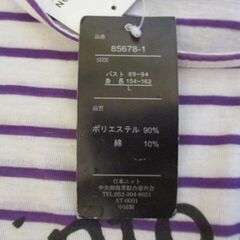 品番
85678-1
SIZE
バスト 89~94
身長 154~162
L
品質
ポリエステル 90%
綿 10%
日本ニット
中央卸商業組合連合会
TEL 052-204-8051
AT-0001
中国製